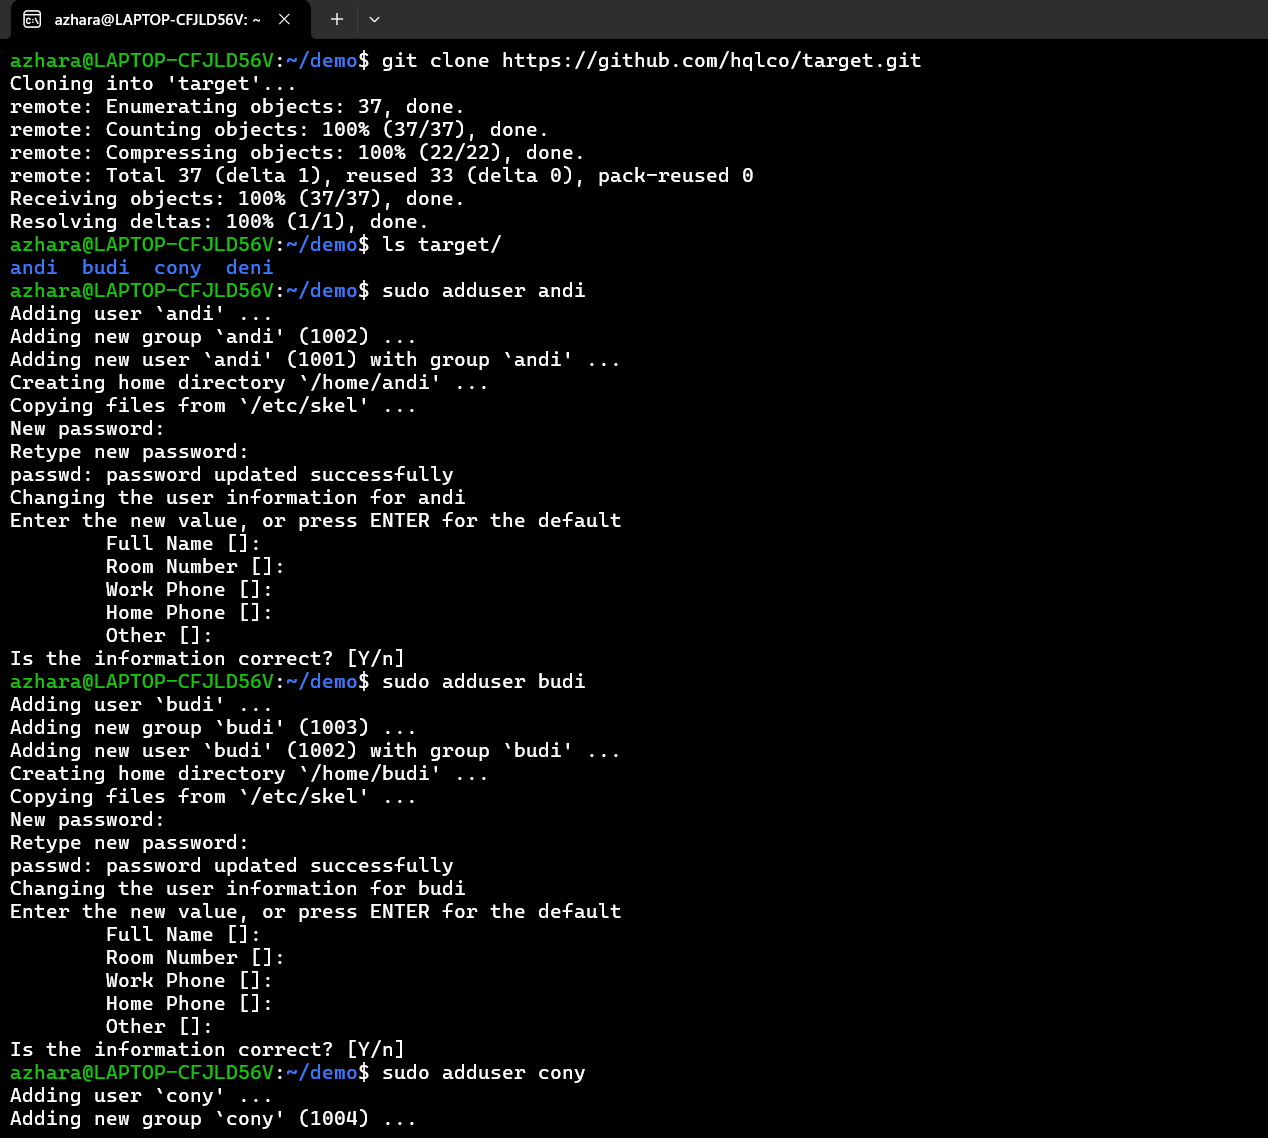 azhara@LAPTOP-CFJLD56V: ~
azhara@LAPTOP-CFJLD56V:~/demo$ git clone https://github.com/hqlco/target.git
Cloning into 'target'...
remote: Enumerating objects: 37, done.
remote: Counting objects: 100% (37/37), done.
remote: Compressing objects: 100% (22/22), done.
remote: Total 37 (delta 1), reused 33 (delta 0), pack-reused 0
Receiving objects: 100% (37/37), done.
Resolving deltas: 100% (1/1), done.
azhara@LAPTOP-CFJLD56V:~/demo$ ls target/
andi  budi  cony  deni
azhara@LAPTOP-CFJLD56V:~/demo$ sudo adduser andi
Adding user `andi' ...
Adding new group `andi' (1002) ...
Adding new user `andi' (1001) with group `andi' ...
Creating home directory `/home/andi' ...
Copying files from `/etc/skel' ...
New password:
Retype new password:
passwd: password updated successfully
Changing the user information for andi
Enter the new value, or press ENTER for the default
        Full Name []:
        Room Number []:
        Work Phone []:
        Home Phone []:
        Other []:
Is the information correct? [Y/n]
azhara@LAPTOP-CFJLD56V:~/demo$ sudo adduser budi
Adding user `budi' ...
Adding new group `budi' (1003) ...
Adding new user `budi' (1002) with group `budi' ...
Creating home directory `/home/budi' ...
Copying files from `/etc/skel' ...
New password:
Retype new password:
passwd: password updated successfully
Changing the user information for budi
Enter the new value, or press ENTER for the default
        Full Name []:
        Room Number []:
        Work Phone []:
        Home Phone []:
        Other []:
Is the information correct? [Y/n]
azhara@LAPTOP-CFJLD56V:~/demo$ sudo adduser cony
Adding user `cony' ...
Adding new group `cony' (1004) ...